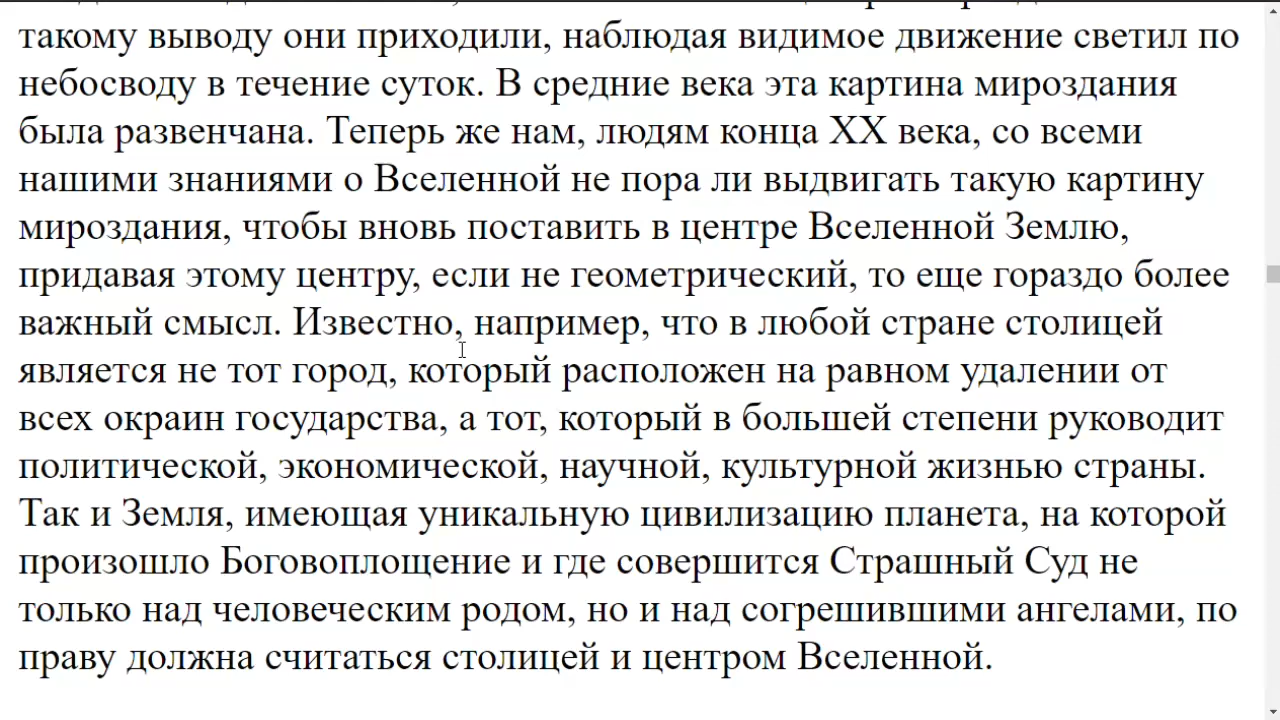 такому выводу они приходили, наблюдая видимое движение светил по
небосводу в течение суток. В средние века эта картина мироздания
была развенчана. Теперь же нам, людям конца XX века, со всеми
нашими знаниями о Вселенной не пора ли выдвигать такую картину
мироздания, чтобы вновь поставить в центре Вселенной Землю,
придавая этому центру, если не геометрический, то еще гораздо более
важный смысл. Известно, например, что в любой стране столицей
является не тот город, который расположен на равном удалении от
всех окраин государства, а тот, который в большей степени руководит
политической, экономической, научной, культурной жизнью страны.
Так и Земля, имеющая уникальную цивилизацию планета, на которой
произошло Боговоплощение и где совершится Страшный Суд не
только над человеческим родом, но и над согрешившими ангелами, по
праву должна считаться столицей и центром Вселенной.